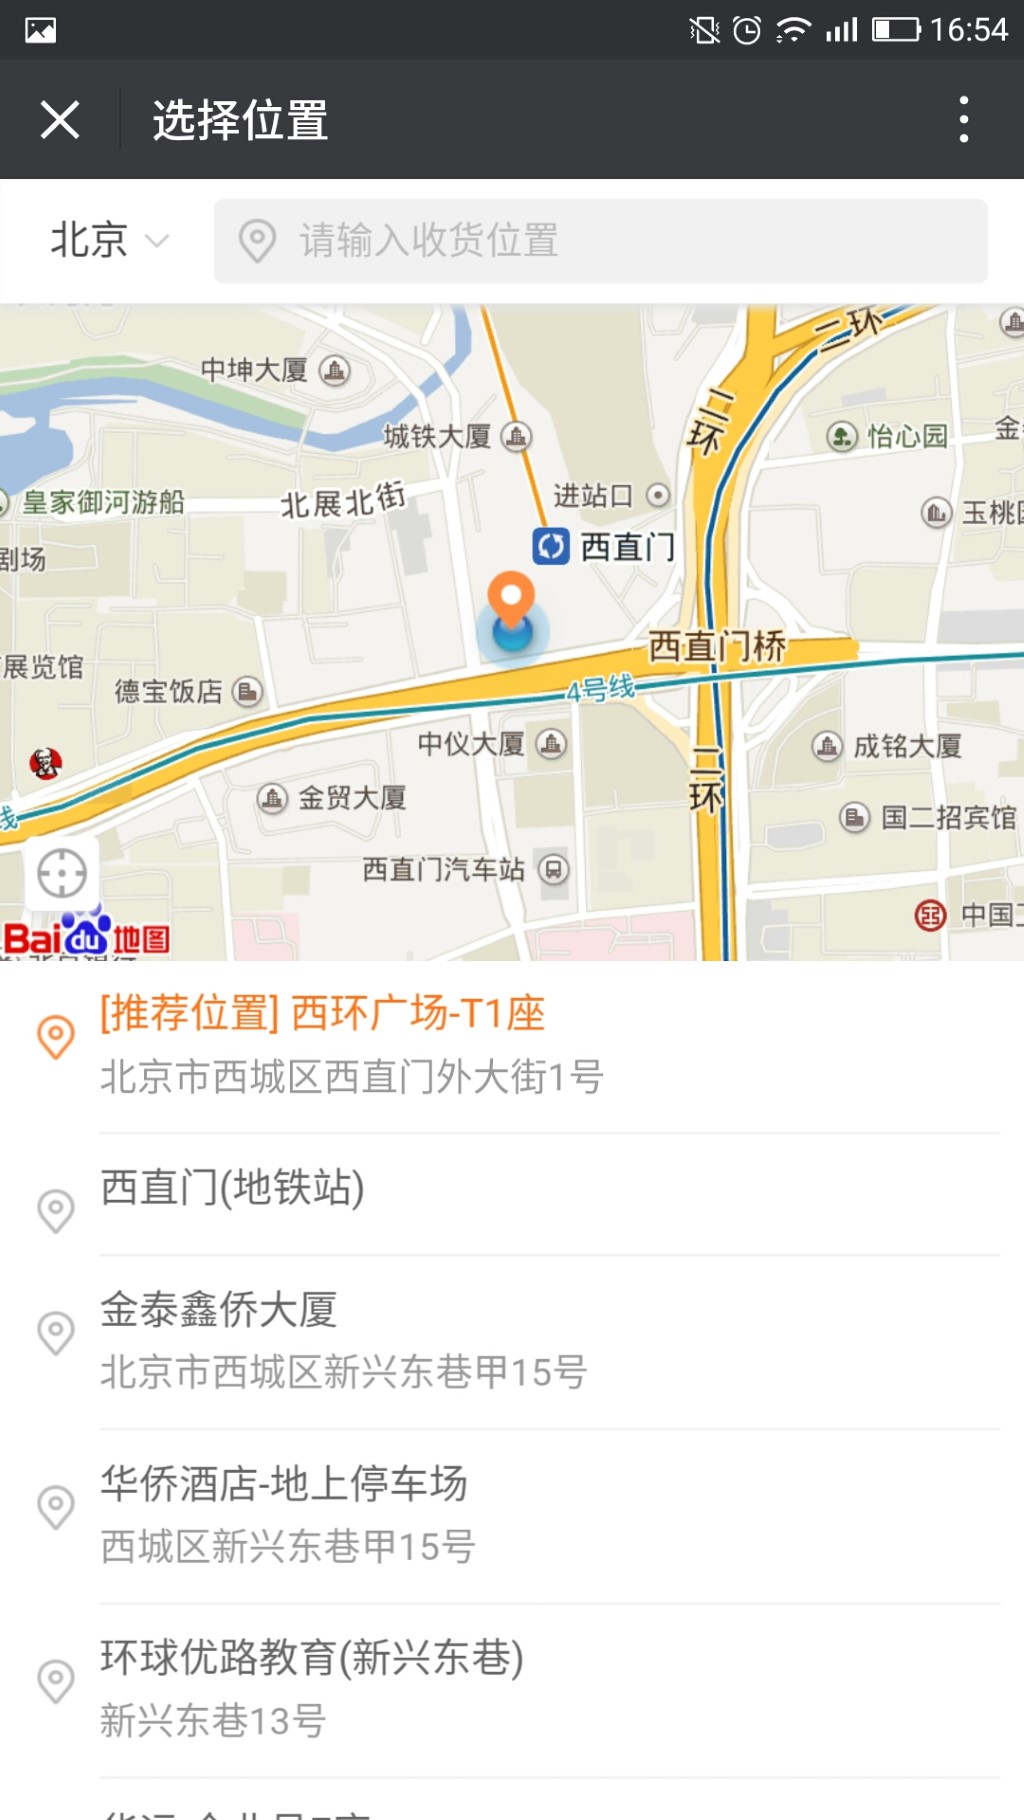 16:54
选择位置
北京
请输入收货位置
二环
中坤大厦
二环
城铁大厦
怡心园
北展北街
进站口
皇家御河游船
玉桃
剧场
西直门
西直门桥
展览馆
4号线
德宝饭店
中仪大厦
成铭大厦
二环
金贸大厦
线
国二招宾馆
西直门汽车站
中国
Bai du 地图
[推荐位置] 西环广场-T1座
北京市西城区西直门外大街1号
西直门(地铁站)
金泰鑫侨大厦
北京市西城区新兴东巷甲15号
华侨酒店-地上停车场
西城区新兴东巷甲15号
环球优路教育(新兴东巷)
新兴东巷13号